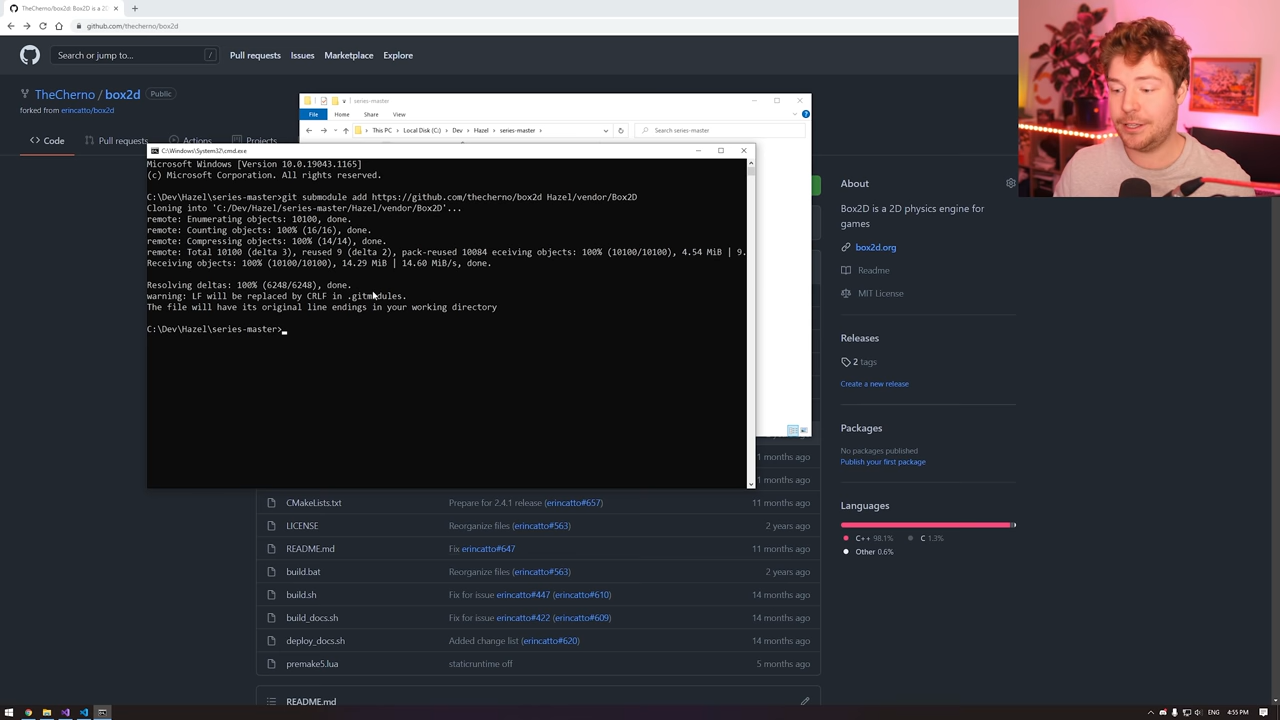 TheCherno/box2d: Box2D is a 2D
github.com/thecherno/box2d
Search or jump to...
/
Pull requests
Issues
Marketplace
Explore
TheCherno / box2d
Public
forked from erincatto/box2d
Code
Pull requests
Actions
Projects
series-master
File
Home
Share
View
This PC
Local Disk (C:)
Dev
Hazel
series-master
Search series-master
C:\Windows\System32\cmd.exe
Microsoft Windows [Version 10.0.19043.1165]
(c) Microsoft Corporation. All rights reserved.
C:\Dev\Hazel\series-master>git submodule add https://github.com/thecherno/box2d Hazel/vendor/Box2D
Cloning into 'C:/Dev/Hazel/series-master/Hazel/vendor/Box2D'...
remote: Enumerating objects: 10100, done.
remote: Counting objects: 100% (16/16), done.
remote: Compressing objects: 100% (14/14), done.
remote: Total 10100 (delta 3), reused 9 (delta 2), pack-reused 10084 eceiving objects: 100% (10100/10100), 4.54 MiB | 9.
Receiving objects: 100% (10100/10100), 14.29 MiB | 14.60 MiB/s, done.
Resolving deltas: 100% (6248/6248), done.
warning: LF will be replaced by CRLF in .gitmodules.
The file will have its original line endings in your working directory
C:\Dev\Hazel\series-master>
1 months ago
1 months ago
CMakeLists.txt
Prepare for 2.4.1 release (erincatto#657)
11 months ago
LICENSE
Reorganize files (erincatto#563)
2 years ago
README.md
Fix erincatto#647
11 months ago
build.bat
Reorganize files (erincatto#563)
2 years ago
build.sh
Fix for issue erincatto#447 (erincatto#610)
14 months ago
build_docs.sh
Fix for issue erincatto#422 (erincatto#609)
14 months ago
deploy_docs.sh
Added change list (erincatto#620)
14 months ago
premake5.lua
staticruntime off
5 months ago
README.md
About
Box2D is a 2D physics engine for
games
box2d.org
Readme
MIT License
Releases
2 tags
Create a new release
Packages
No packages published
Publish your first package
Languages
C++ 98.1%
C 1.3%
Other 0.6%
ENG
4:55 PM